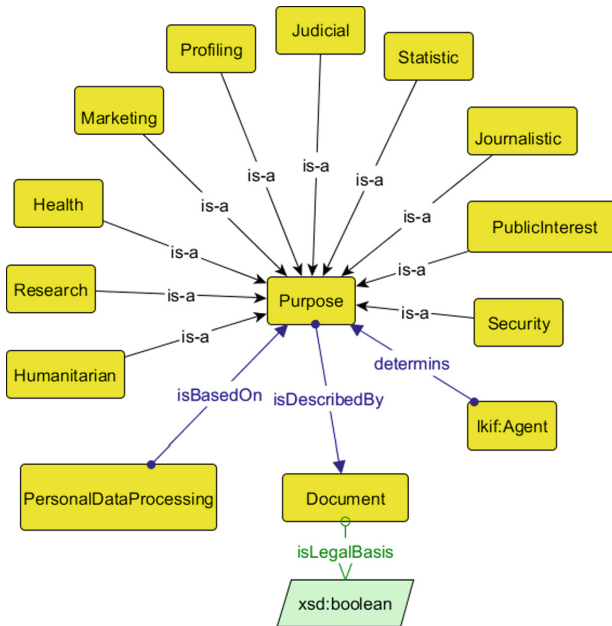 Judicial
Profiling
Statistic
Marketing
Journalistic
is-a
is-a
is-a
is-a
is-a
Health
PublicInterest
is-a
is-a
Research
is-a
Purpose
is-a
Security
is-a
Humanitarian
determins
isBasedOn
isDescribedBy
lkif:Agent
PersonalDataProcessing
Document
isLegalBasis
xsd:boolean